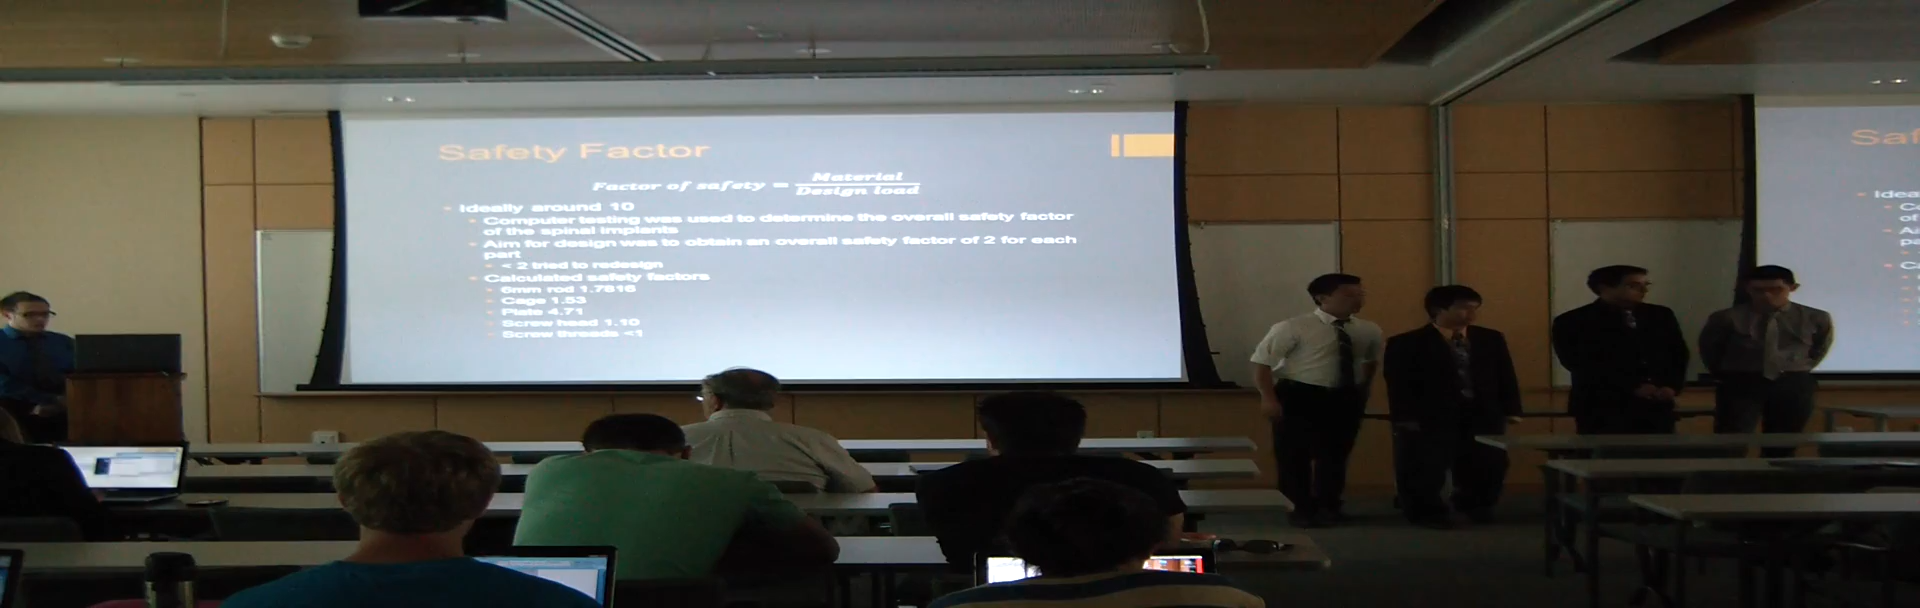 Safety Factor
Factor of safety = Material
Design load
Ideally around 10
Computer testing was used to determine the overall safety factor
of the spinal implants
Aim for design was to obtain an overall safety factor of 2 for each
part
< 2 tried to redesign
Calculated safety factors
6mm rod 1.7816
Cage 1.53
Plate 4.71
Screw head 1.10
Screw threads <1
Saf
Idea